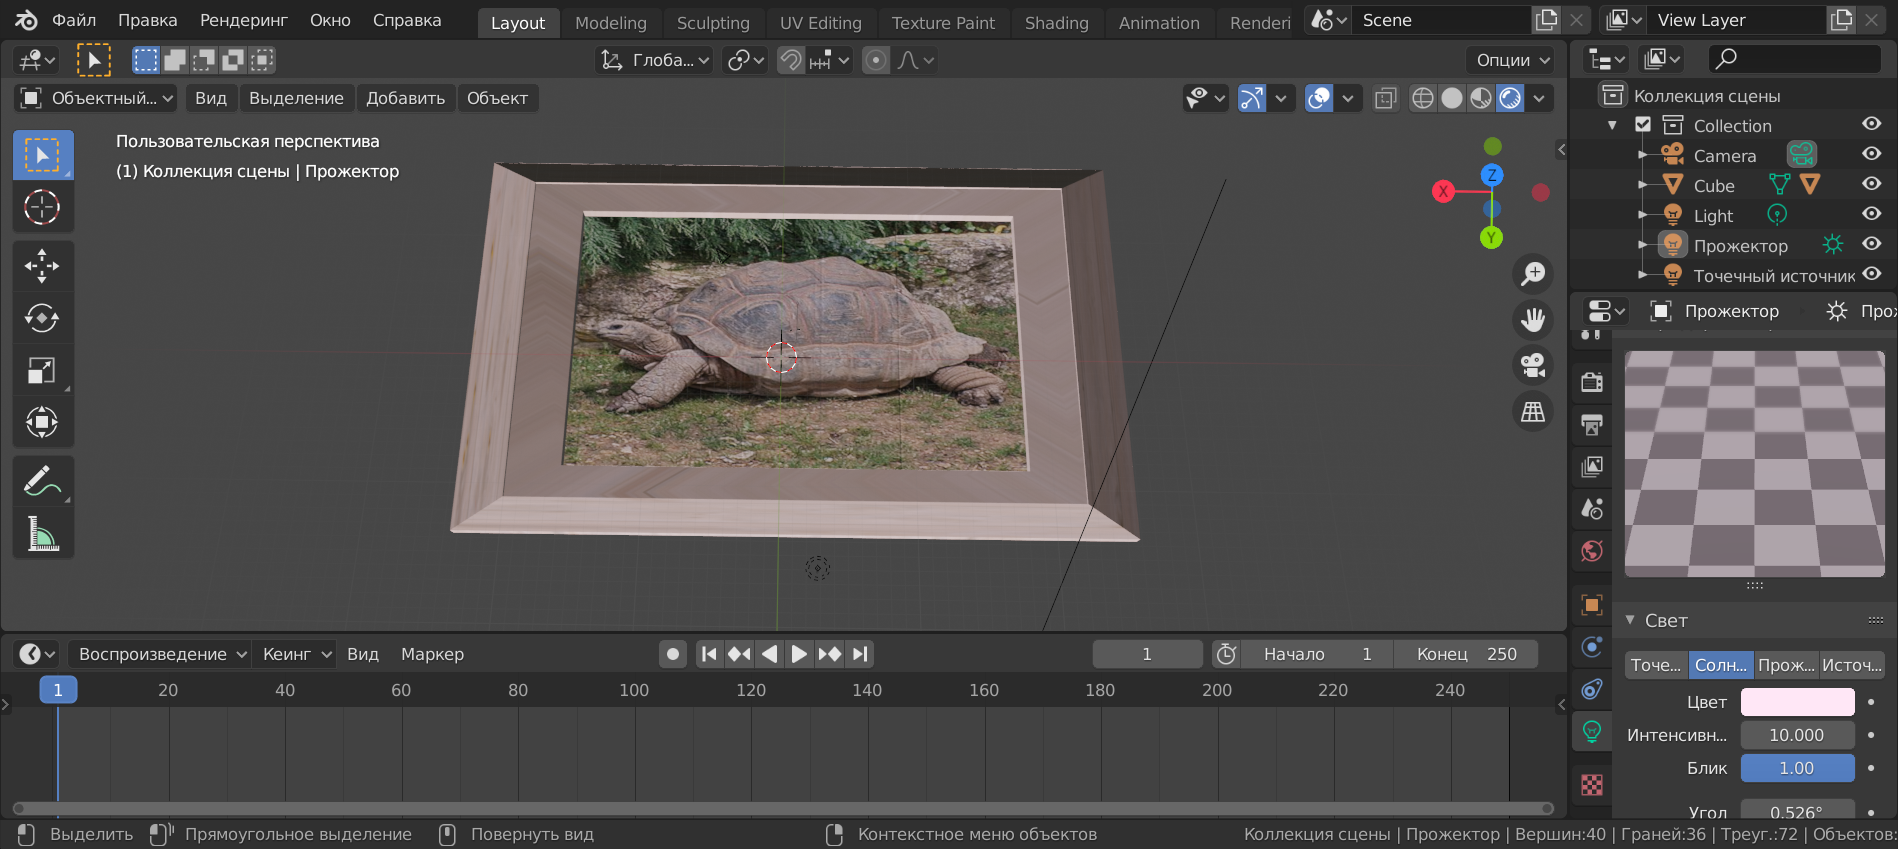 Файл Правка Рендеринг Окно Справка Layout Modeling Sculpting UV Editing Texture Paint Shading Animation Renderi Scene View Layer
Глоба... Опции
Объектный... Вид Выделение Добавить Объект
Пользовательская перспектива
(1) Коллекция сцены | Прожектор
Z
X
Y
Коллекция сцены
Collection
Camera
Cube
Light
Прожектор
Точечный источник
Прожектор Про
Свет
Точе... Солн... Прож... Источ...
Цвет
Интенсивн... 10.000
Блик 1.00
Угол 0.526°
Воспроизведение Кеинг Вид Маркер 1 Начало 1 Конец 250
1 20 40 60 80 100 120 140 160 180 200 220 240
Выделить Прямоугольное выделение Повернуть вид Контекстное меню объектов Коллекция сцены | Прожектор | Вершин:40 | Граней:36 | Треуг.:72 | Объектов: